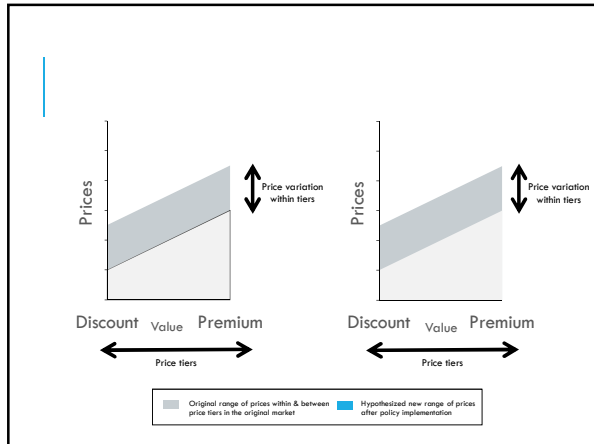 Prices
Price variation
within tiers
Discount Value Premium
Price tiers
Prices
Price variation
within tiers
Discount Value Premium
Price tiers
Original range of prices within & between
price tiers in the original market
Hypothesized new range of prices
after policy implementation